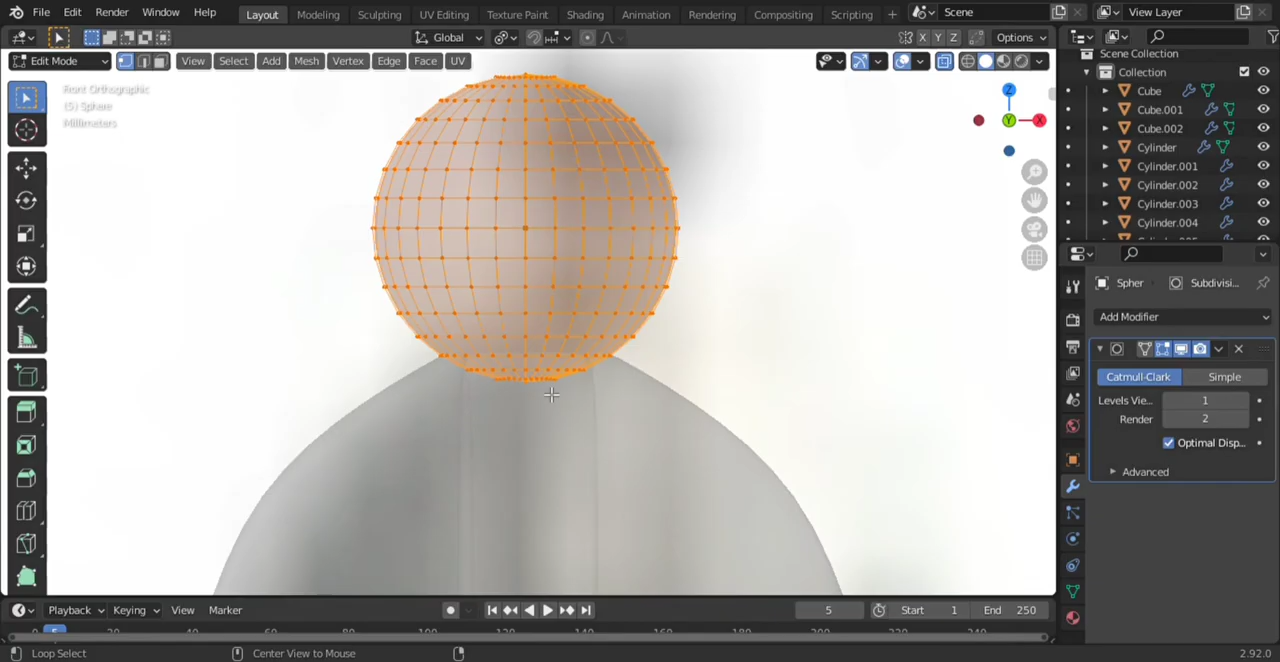 File Edit Render Window Help Layout Modeling Sculpting UV Editing Texture Paint Shading Animation Rendering Compositing Scripting + Scene View Layer
Global X Y Z Options
Edit Mode View Select Add Mesh Vertex Edge Face UV
Front Orthographic
(5) Sphere
Millimeters
Z
Y
X
Scene Collection
Collection
Cube
Cube.001
Cube.002
Cylinder
Cylinder.001
Cylinder.002
Cylinder.003
Cylinder.004
Spher Subdivisi...
Add Modifier
Catmull-Clark Simple
Levels Vie... 1
Render 2
Optimal Disp...
Advanced
Playback Keying View Marker 5 Start 1 End 250
0 5 20 60 80 100 120 140 160 180 200 220 240
Loop Select Center View to Mouse 2.92.0